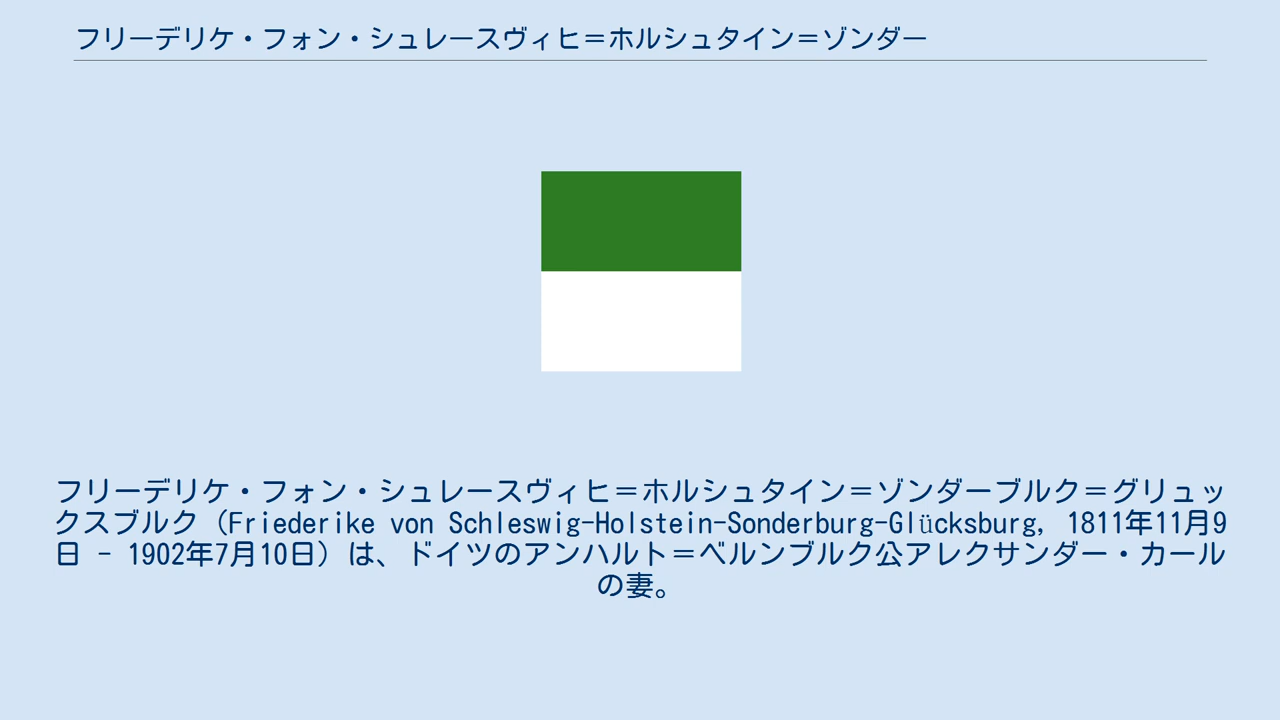 フリーデリケ・フォン・シュレースヴィヒ＝ホルシュタイン＝ゾンダー
フリーデリケ・フォン・シュレースヴィヒ＝ホルシュタイン＝ゾンダーブルク＝グリュッ
クスブルク（Friederike von Schleswig-Holstein-Sonderburg-Glücksburg, 1811年11月9
日 - 1902年7月10日）は、ドイツのアンハルト＝ベルンブルク公アレクサンダー・カール
の妻。